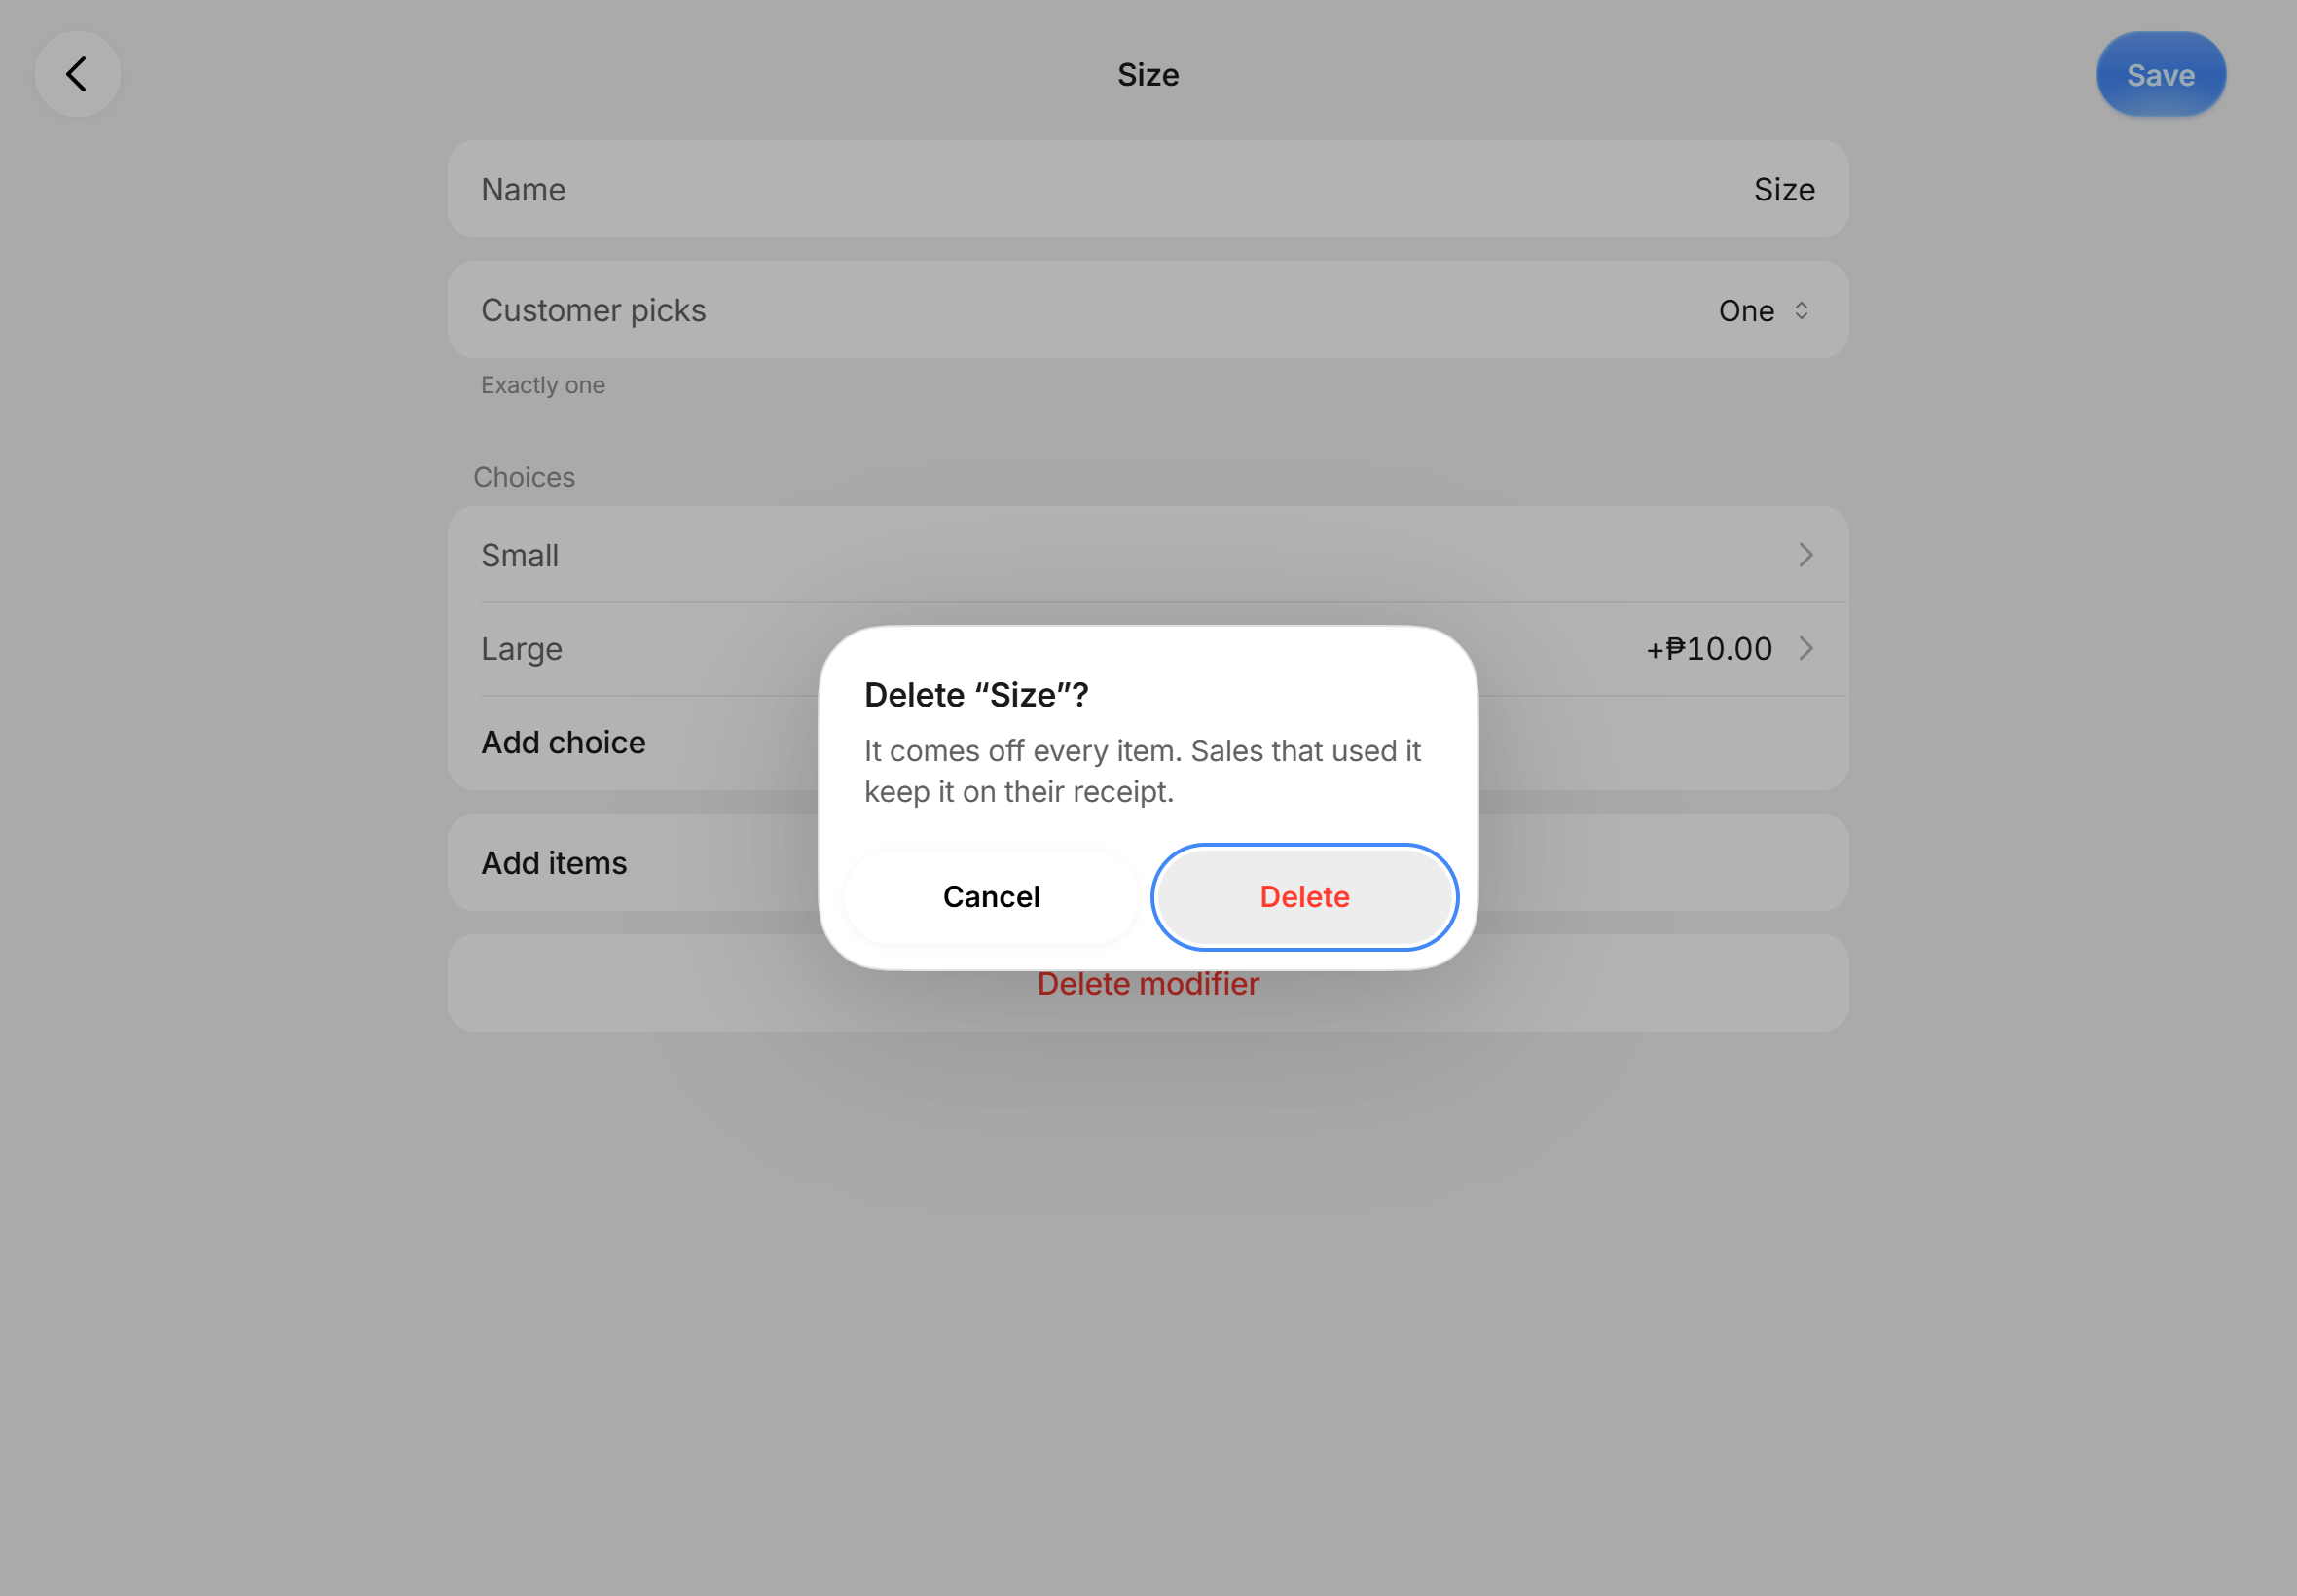 Size
Save
Name
Size
Customer picks
One
Exactly one
Choices
Small
Large
+₱10.00
Add choice
Delete “Size”?
It comes off every item. Sales that used it
keep it on their receipt.
Add items
Cancel
Delete
Delete modifier